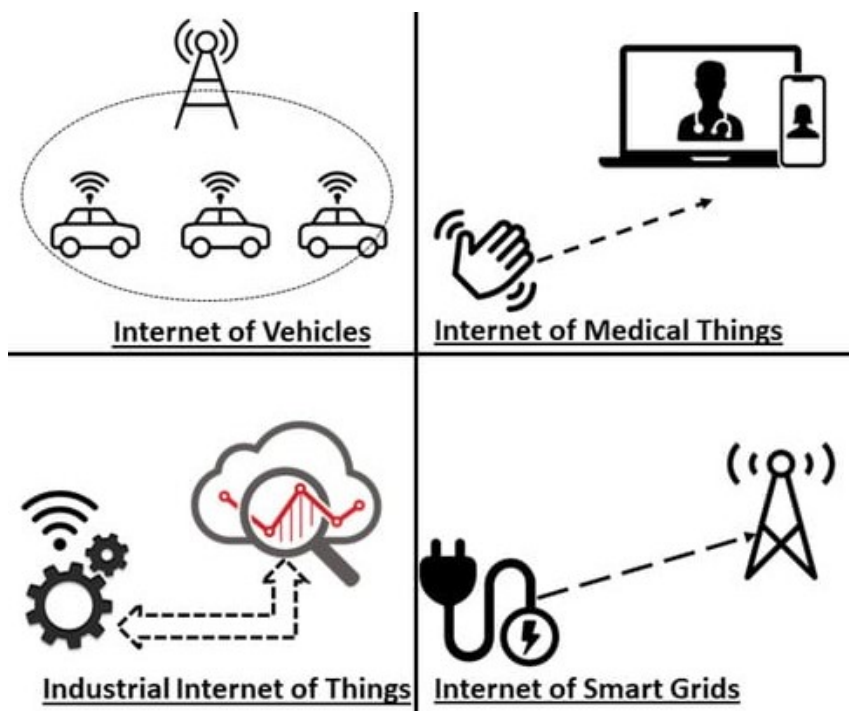 Internet of Vehicles
Internet of Medical Things
Industrial Internet of Things
Internet of Smart Grids